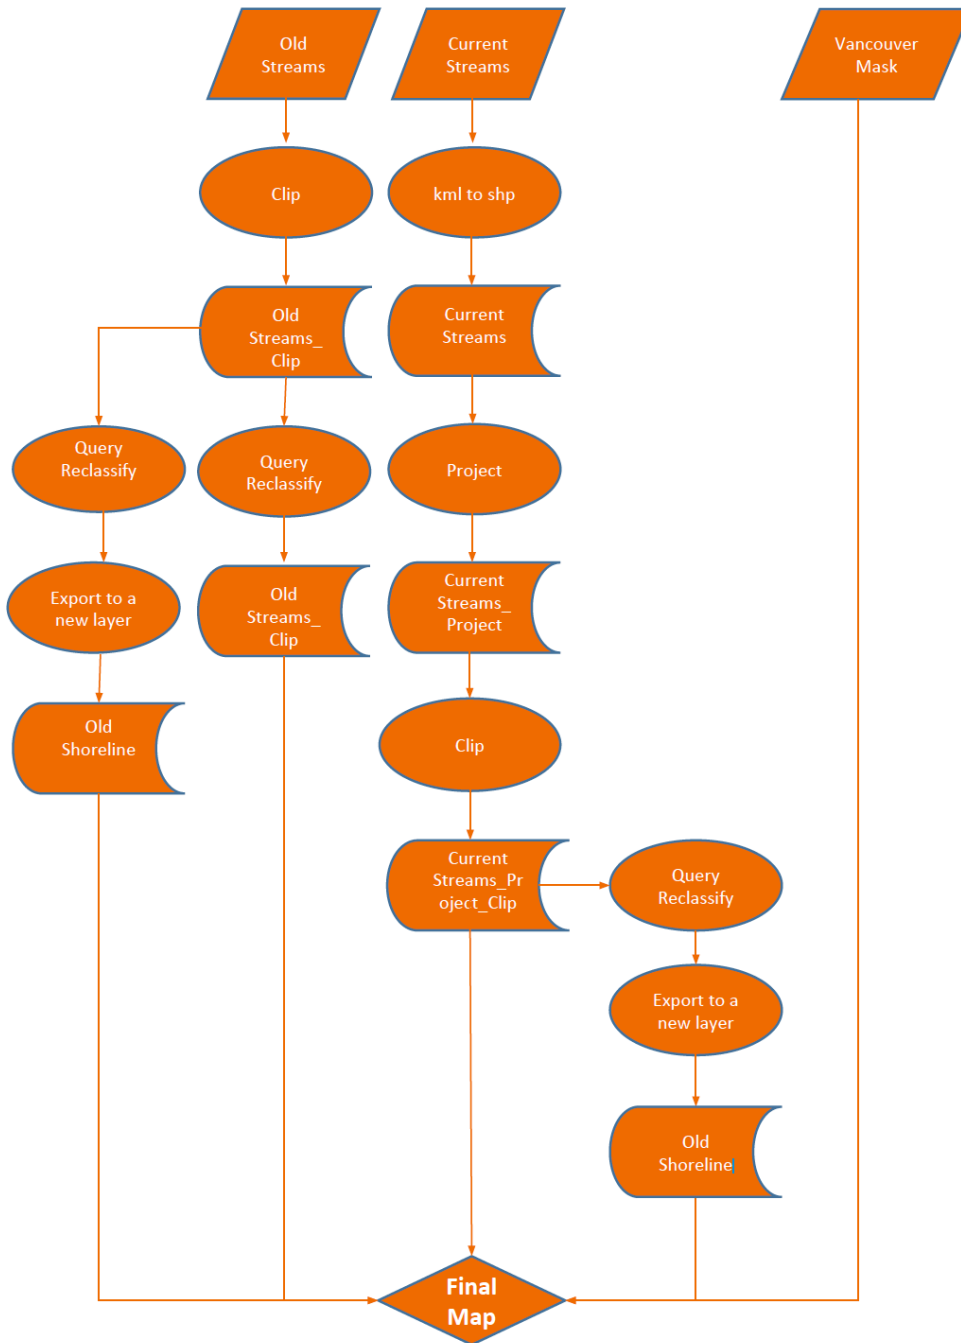 Old
Streams
Current
Streams
Vancouver
Mask
Clip
kml to shp
Old
Streams_
Clip
Current
Streams
Query
Reclassify
Query
Reclassify
Project
Export to a
new layer
Old
Streams_
Clip
Current
Streams_
Project
Old
Shoreline
Clip
Current
Streams_Pr
oject_Clip
Query
Reclassify
Export to a
new layer
Old
Shoreline
Final
Map